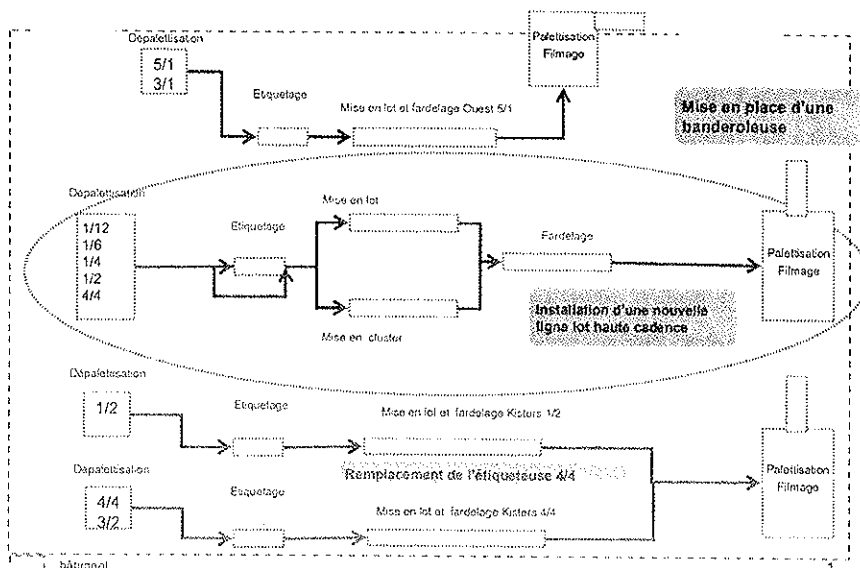 Dépalettisation
5/1
3/1
Etiquetage
Mise en lot et fardelage Ouest 5/1
Palettisation
Filmage
Mise en place d'une
banderoleuse
Dépalettisation
1/12
1/6
1/4
1/2
4/4
Etiquetage
Mise en lot
Mise en cluster
Fardelage
Installation d'une nouvelle
ligne lot haute cadence
Palettisation
Filmage
Dépalettisation
1/2
Etiquetage
Mise en lot et fardelage Kisters 1/2
Remplacement de l'étiqueteuse 4/4
Dépalettisation
4/4
3/2
Etiquetage
Mise en lot et fardelage Kisters 4/4
Palettisation
Filmage
bâtiment
1